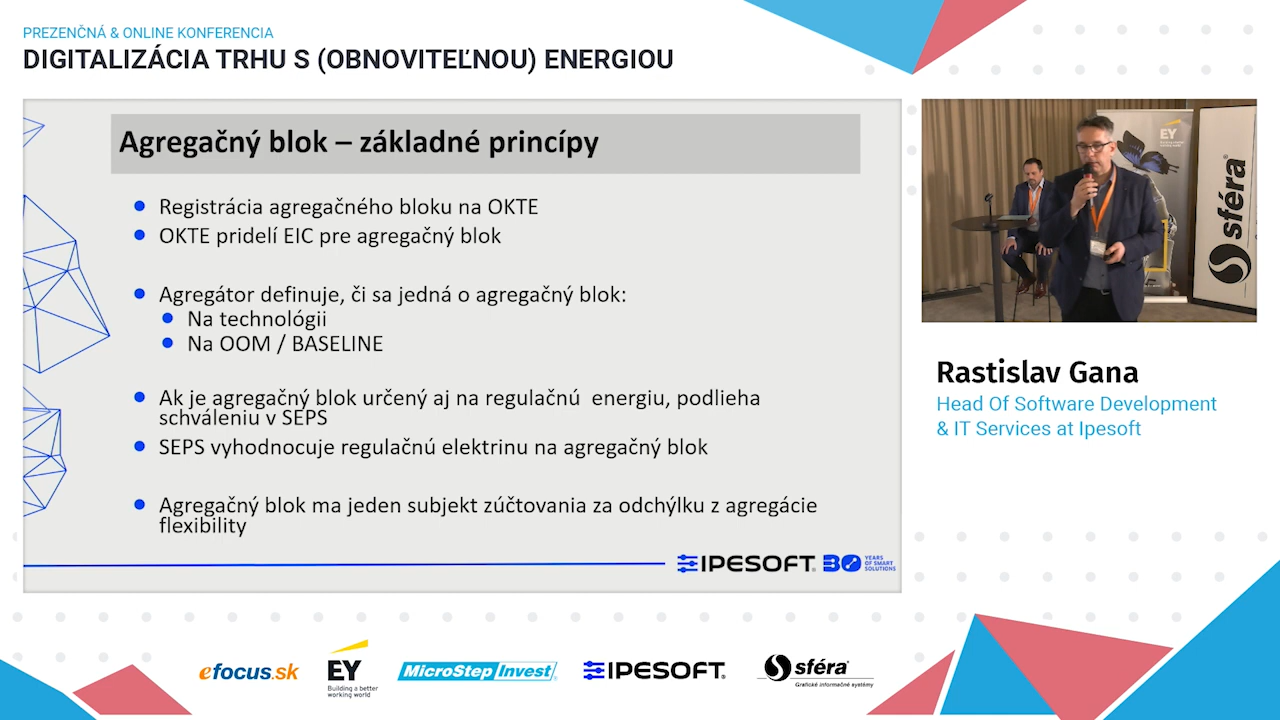 PREZENČNÁ & ONLINE KONFERENCIA
DIGITALIZÁCIA TRHU S (OBNOVITEĽNOU) ENERGIOU
Agregačný blok – základné princípy
Registrácia agregačného bloku na OKTE
OKTE pridelí EIC pre agregačný blok
Agregátor definuje, či sa jedná o agregačný blok:
Na technológii
Na OOM / BASELINE
Ak je agregačný blok určený aj na regulačnú energiu, podlieha
schváleniu v SEPS
SEPS vyhodnocuje regulačnú elektrinu na agregačný blok
Agregačný blok ma jeden subjekt zúčtovania za odchýlku z agregácie
flexibility
IPESOFT® 30 YEARS
OF SMART
SOLUTIONS
EY
sféra®
Rastislav Gana
Head Of Software Development
& IT Services at Ipesoft
efocus.sk
EY
Building a better
working world
MicroStep Invest
IPESOFT®
sféra®
Grafické informačné systémy